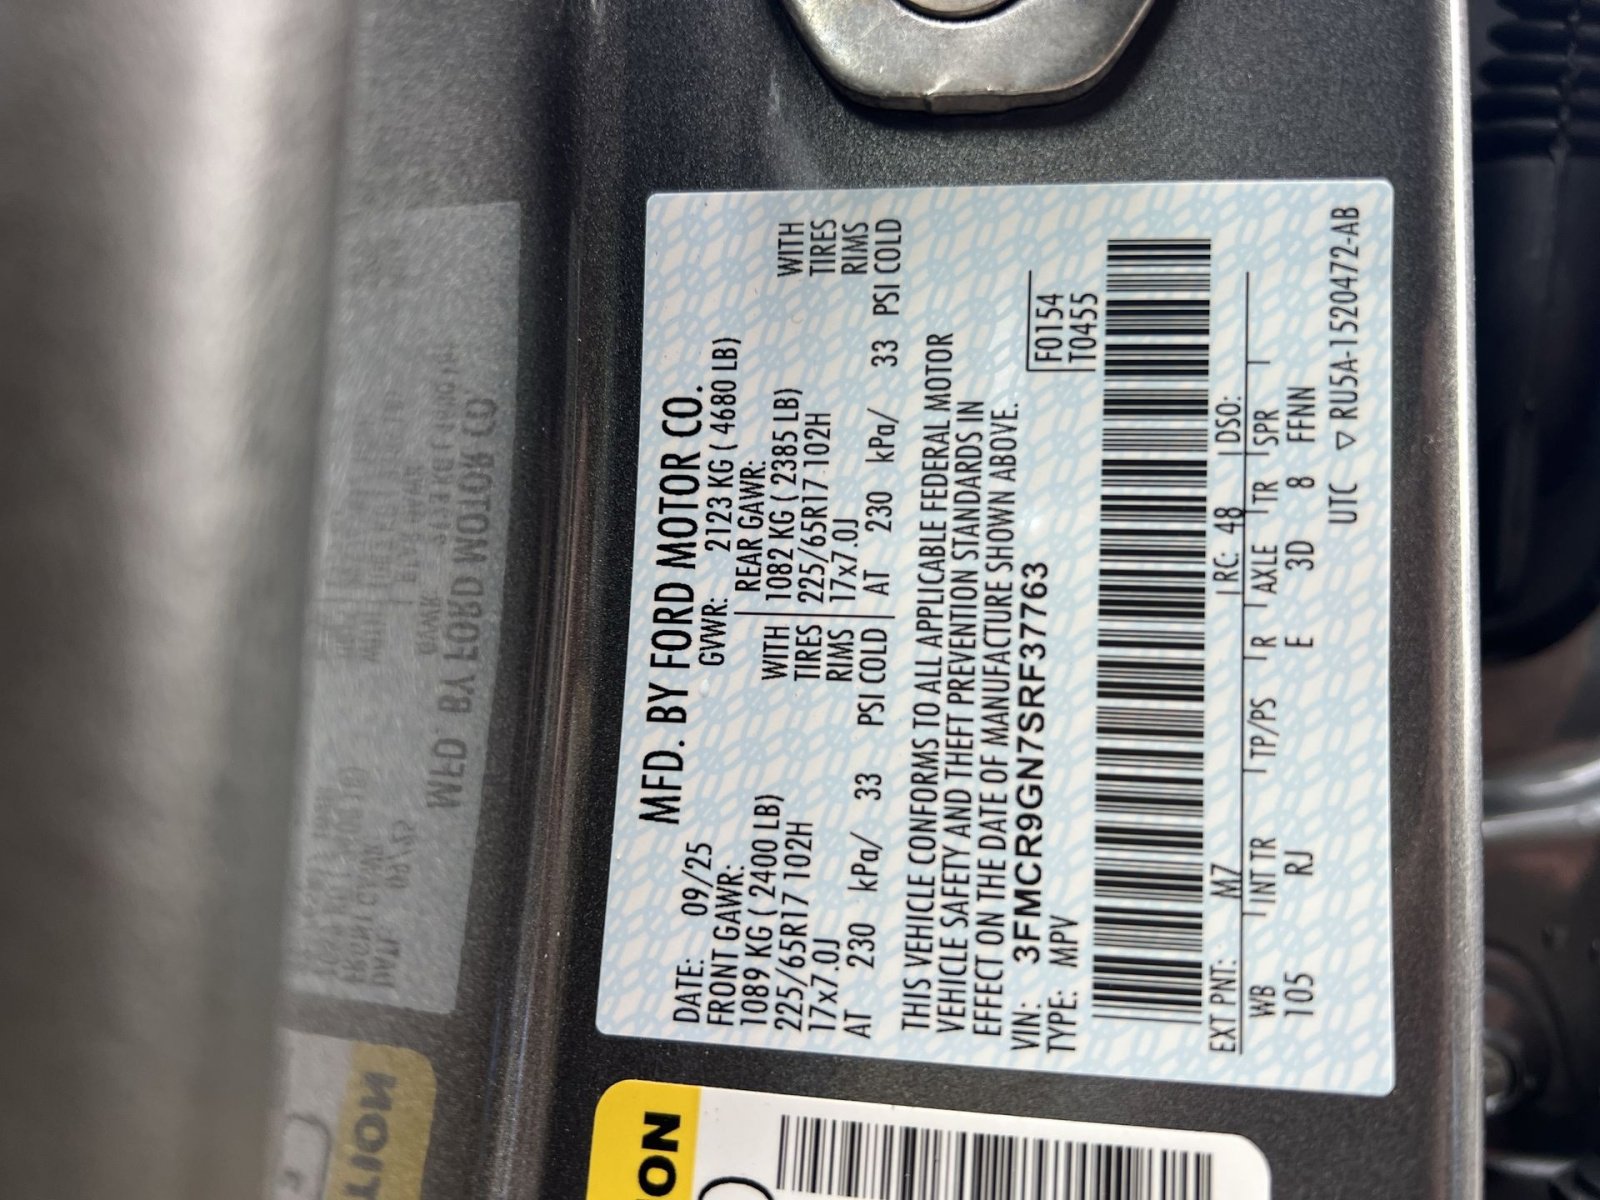 MFD. BY FORD MOTOR CO.
DATE: 09/25 GVWR: 2123 KG ( 4680 LB)
FRONT GAWR: REAR GAWR:
1089 KG ( 2400 LB) WITH 1082 KG ( 2385 LB) WITH
225/65R17 102H TIRES 225/65R17 102H TIRES
17x7.0J RIMS 17x7.0J RIMS
AT 230 kPa/ 33 PSI COLD AT 230 kPa/ 33 PSI COLD
THIS VEHICLE CONFORMS TO ALL APPLICABLE FEDERAL MOTOR
VEHICLE SAFETY AND THEFT PREVENTION STANDARDS IN
EFFECT ON THE DATE OF MANUFACTURE SHOWN ABOVE.
VIN: 3FMCR9GN7SRF37763 F0154
TYPE: MPV T0455
EXT PNT: M7 RC: 48 DSO:
WB INT TR TP/PS R AXLE TR SPR
105 RJ E 3D 8 FFNN
UTC ▽ RU5A-1520472-AB
ION